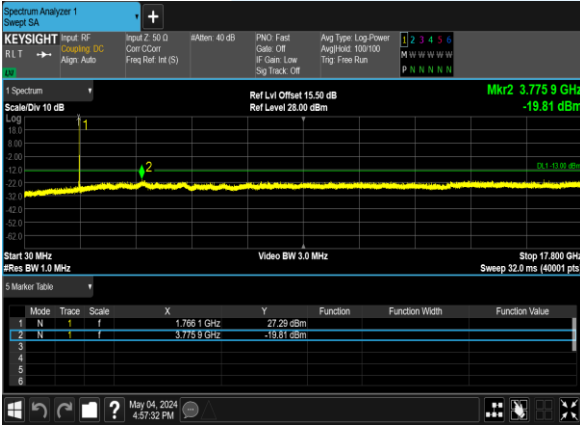 Spectrum Analyzer 1
Swept SA
KEYSIGHT
RLT
LV
Input: RF
Coupling: DC
Align: Auto
Input Z: 50 Ω
Corr CCorr
Freq Ref: Int (S)
#Atten: 40 dB
PNO: Fast
Gate: Off
IF Gain: Low
Sig Track: Off
Avg Type: Log-Power
Avg|Hold: 100/100
Trig: Free Run
1 2 3 4 5 6
M W W W W W
P N N N N N
1 Spectrum
Scale/Div 10 dB
Ref Lvl Offset 15.50 dB
Ref Level 28.00 dBm
Mkr2 3.775 9 GHz
-19.81 dBm
Log
18.0
8.00
-2.00
-12.0
-22.0
-32.0
-42.0
-52.0
-62.0
1
2
DL1 -13.00 dBm
Start 30 MHz
#Res BW 1.0 MHz
Video BW 3.0 MHz
Stop 17.800 GHz
Sweep 32.0 ms (40001 pts
5 Marker Table
Mode Trace Scale X Y Function Function Width Function Value
1 N 1 f 1.766 1 GHz 27.29 dBm
2 N 1 f 3.775 9 GHz -19.81 dBm
3
4
5
6
?
May 04, 2024
4:57:32 PM